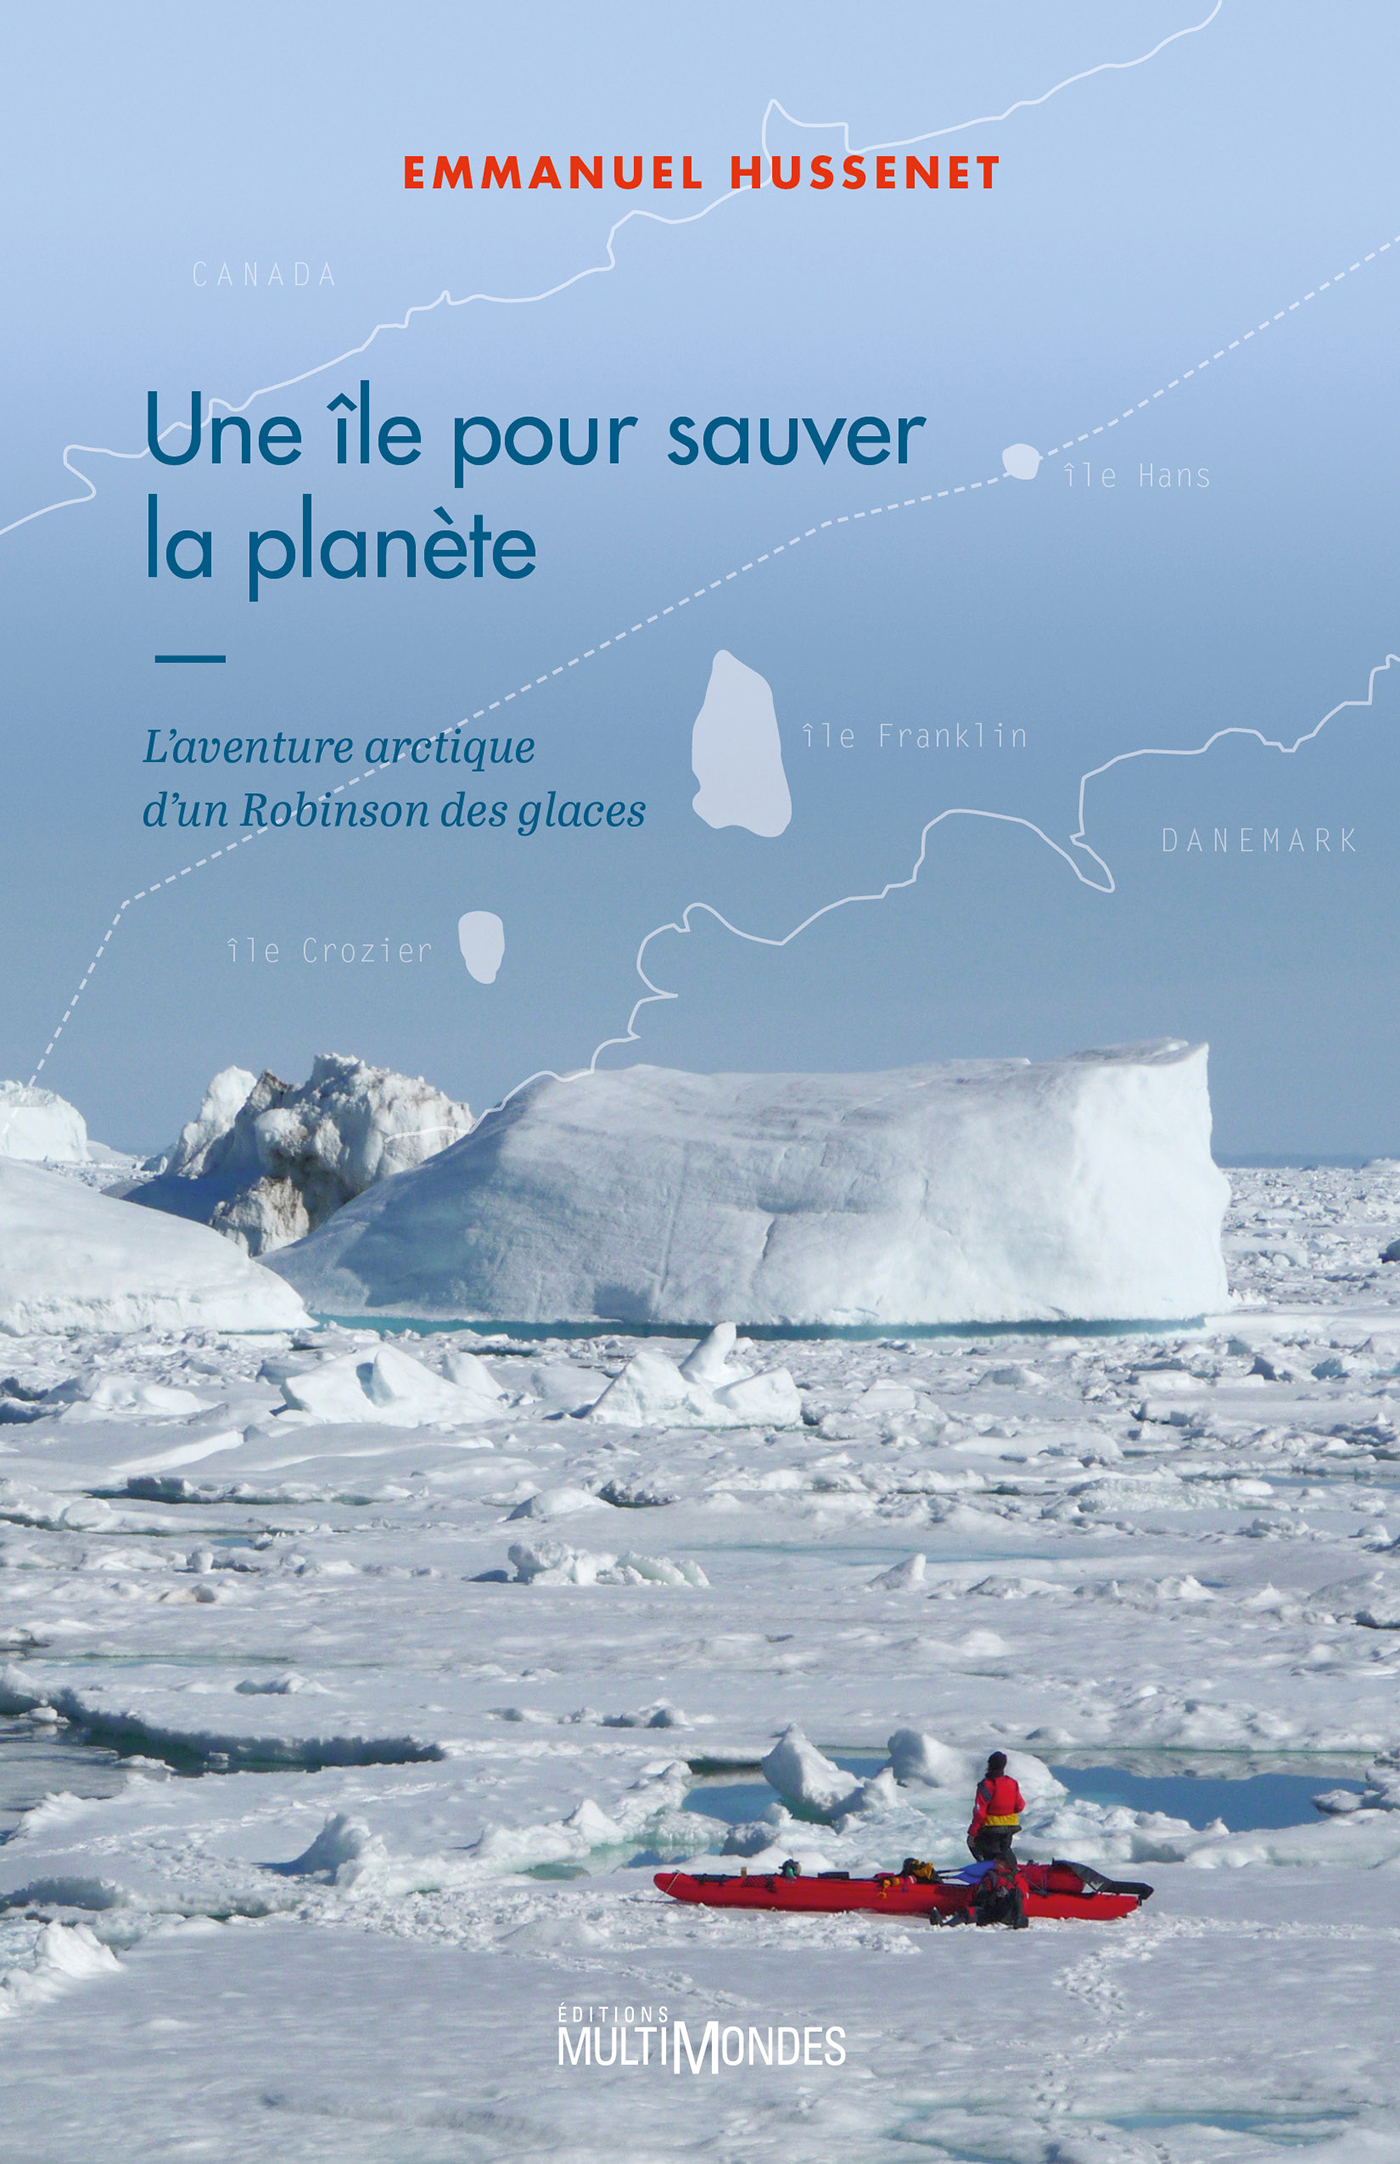 EMMANUEL HUSSENET
CANADA
Une île pour sauver
la planète
île Hans
L'aventure arctique
d'un Robinson des glaces
île Franklin
DANEMARK
île Crozier
ÉDITIONS
MULTIMONDES